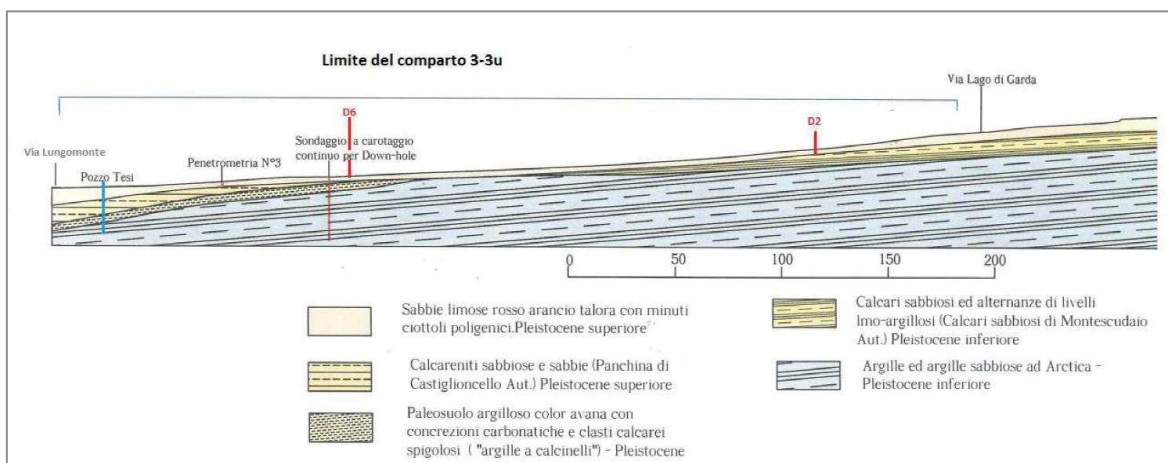 Limite del comparto 3-3u
Via Lago di Garda
D6
D2
Sondaggio a carotaggio
continuo per Down-hole
Via Lungomonte
Penetrometria N°3
Pozzo Tesi
0 50 100 150 200
Sabbie limose rosso arancio talora con minuti
ciottoli poligenici.Pleistocene superiore
Calcareniti sabbiose e sabbie (Panchina di
Castiglioncello Aut.) Pleistocene superiore
Paleosuolo argilloso color avana con
concrezioni carbonatiche e clasti calcarei
spigolosi ( "argille a calcinelli") - Pleistocene
Calcari sabbiosi ed alternanze di livelli
lmo-argillosi (Calcari sabbiosi di Montescudaio
Aut.) Pleistocene inferiore
Argille ed argille sabbiose ad Arctica -
Pleistocene inferiore